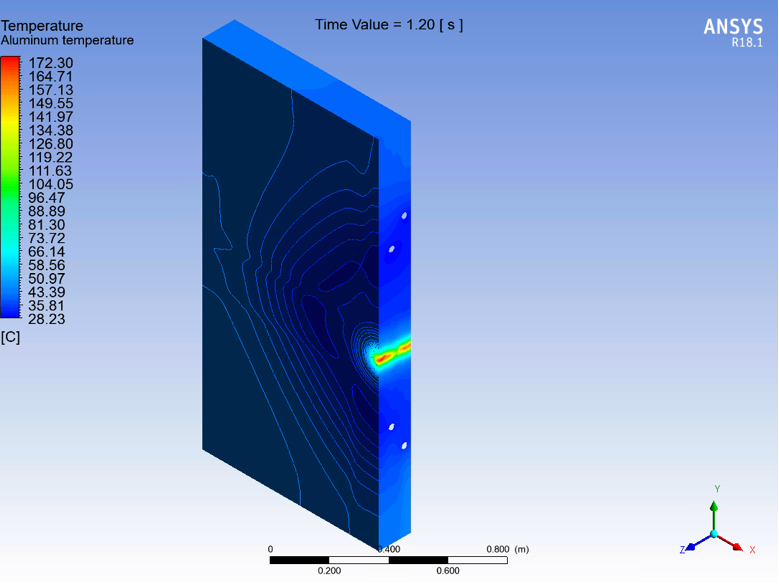 Temperature
Aluminum temperature
Time Value = 1.20 [ s ]
ANSYS
R18.1
172.30
164.71
157.13
149.55
141.97
134.38
126.80
119.22
111.63
104.05
96.47
88.89
81.30
73.72
66.14
58.56
50.97
43.39
35.81
28.23
[C]
0 0.400 0.800 (m)
0.200 0.600
Y
Z X